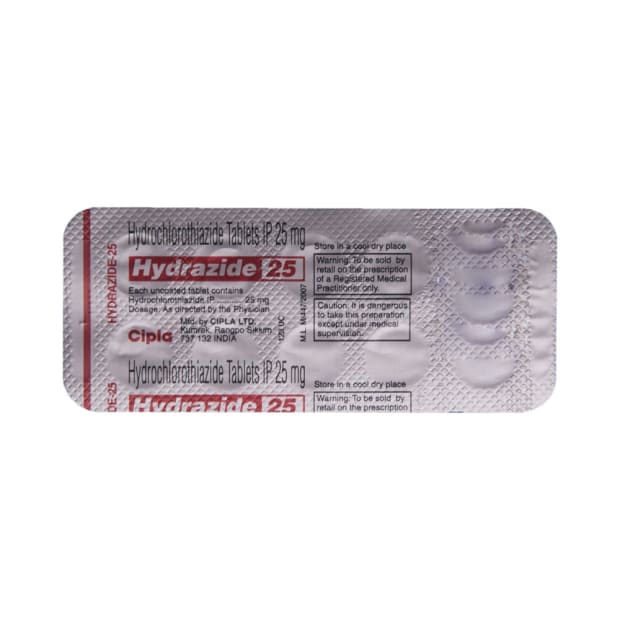 HYDRAZIDE-25
Hydrochlorothiazide Tablets IP 25 mg
Hydrazide 25
Each uncoated tablet contains
Hydrochlorothiazide IP .......... 25 mg
Dosage: As directed by the Physician
Cipla
Mfd. by CIPLA LTD.
Kumrek, Rangpo Sikkim
737 132 INDIA
M.L. M/447/2007
Store in a cool dry place
Warning: To be sold by
retail on the prescription
of a Registered Medical
Practitioner only.
Caution: It is dangerous
to take this preparation
except under medical
supervision.
DE-25
Hydrochlorothiazide Tablets IP 25 mg
Hydrazide 25
Store in a cool dry place
Warning: To be sold by
retail on the prescription